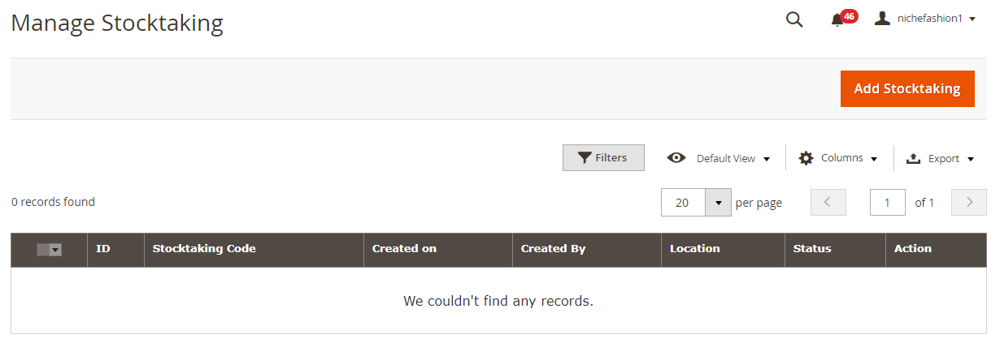 Manage Stocktaking
46
nichefashion1
Add Stocktaking
Filters
Default View
Columns
Export
0 records found
20
per page
1
of 1
ID
Stocktaking Code
Created on
Created By
Location
Status
Action
We couldn't find any records.